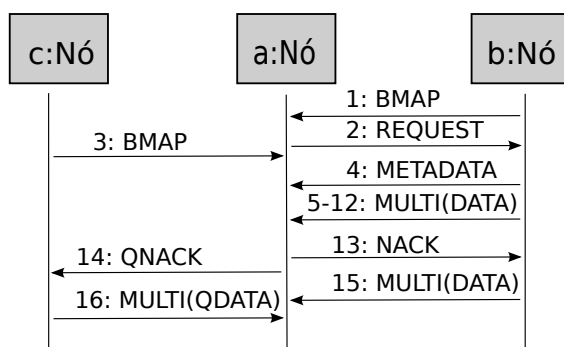 c:Nó
a:Nó
b:Nó
1: BMAP
2: REQUEST
3: BMAP
4: METADATA
5-12: MULTI(DATA)
13: NACK
14: QNACK
15: MULTI(DATA)
16: MULTI(QDATA)